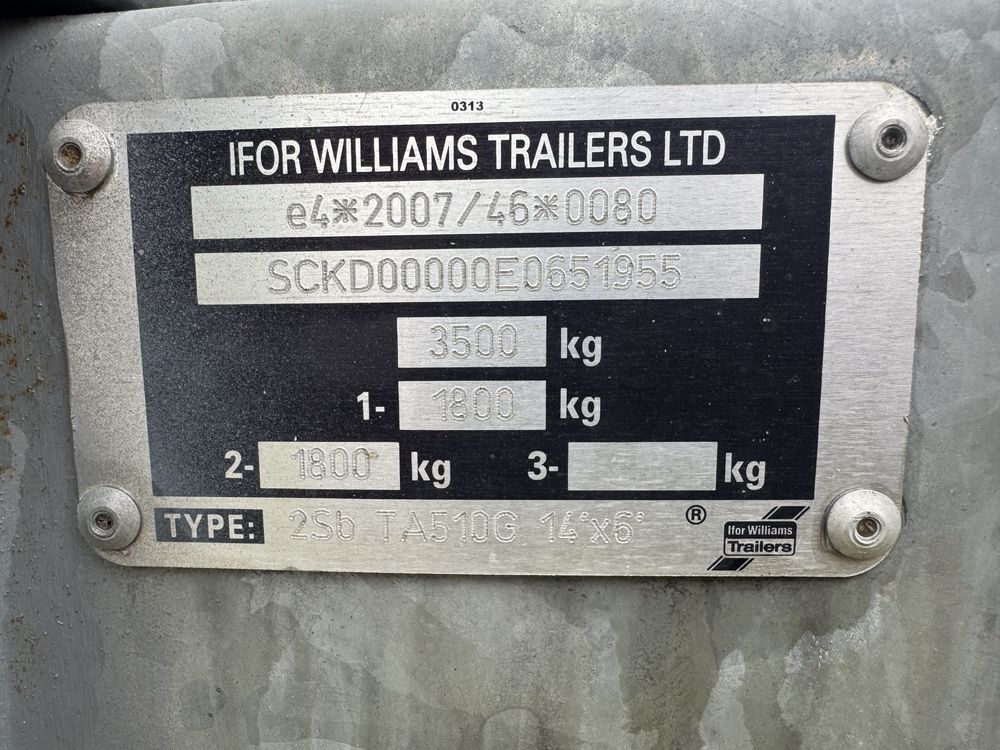 0313
IFOR WILLIAMS TRAILERS LTD
e4*2007/46*0080
SCKD00000E0651955
3500 kg
1- 1800 kg
2- 1800 kg 3- kg
TYPE: 2Sb TA510G 14'x6' ®
Ifor Williams
Trailers